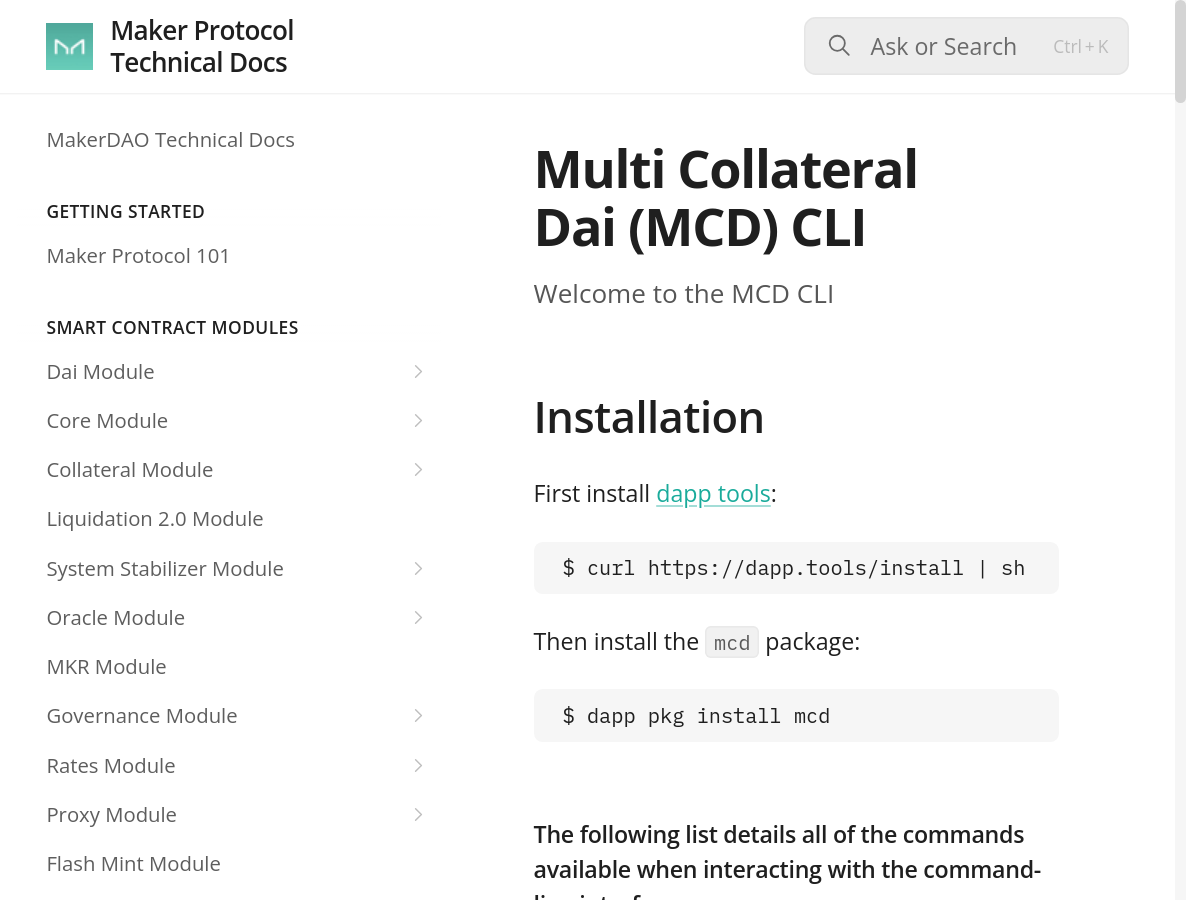 Maker Protocol
Technical Docs
Ask or Search
Ctrl + K
MakerDAO Technical Docs
GETTING STARTED
Maker Protocol 101
SMART CONTRACT MODULES
Dai Module
Core Module
Collateral Module
Liquidation 2.0 Module
System Stabilizer Module
Oracle Module
MKR Module
Governance Module
Rates Module
Proxy Module
Flash Mint Module
Multi Collateral
Dai (MCD) CLI
Welcome to the MCD CLI
Installation
First install dapp tools:
$ curl https://dapp.tools/install | sh
Then install the mcd package:
$ dapp pkg install mcd
The following list details all of the commands
available when interacting with the command-